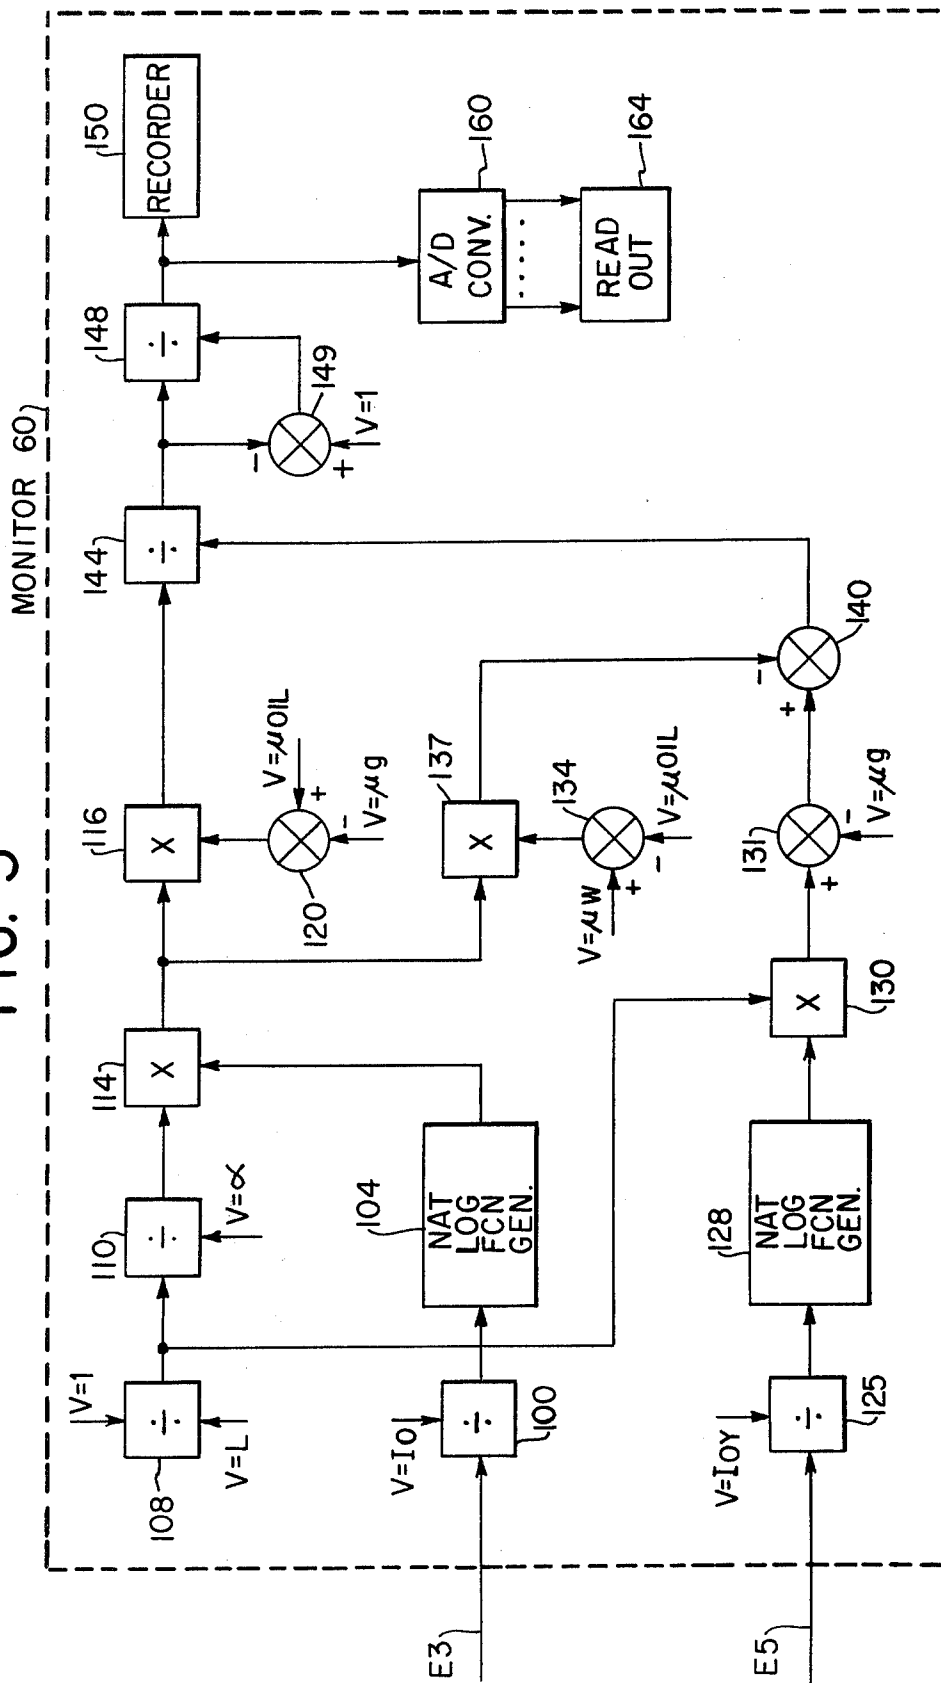 FIG. 3
MONITOR 60
V=1
V=L
108
110
V=∝
114
X
116
X
V=μOIL
+
-
V=μg
120
144
÷
148
÷
-
+
V=1
149
150
RECORDER
A/D
CONV.
160
READ
OUT
164
E3
V=IO
÷
100
104
NAT
LOG
FCN
GEN.
137
X
134
V=μW
+
-
V=μOIL
-
+
140
E5
V=IOY
÷
125
128
NAT
LOG
FCN
GEN.
X
130
131
+
-
V=μg